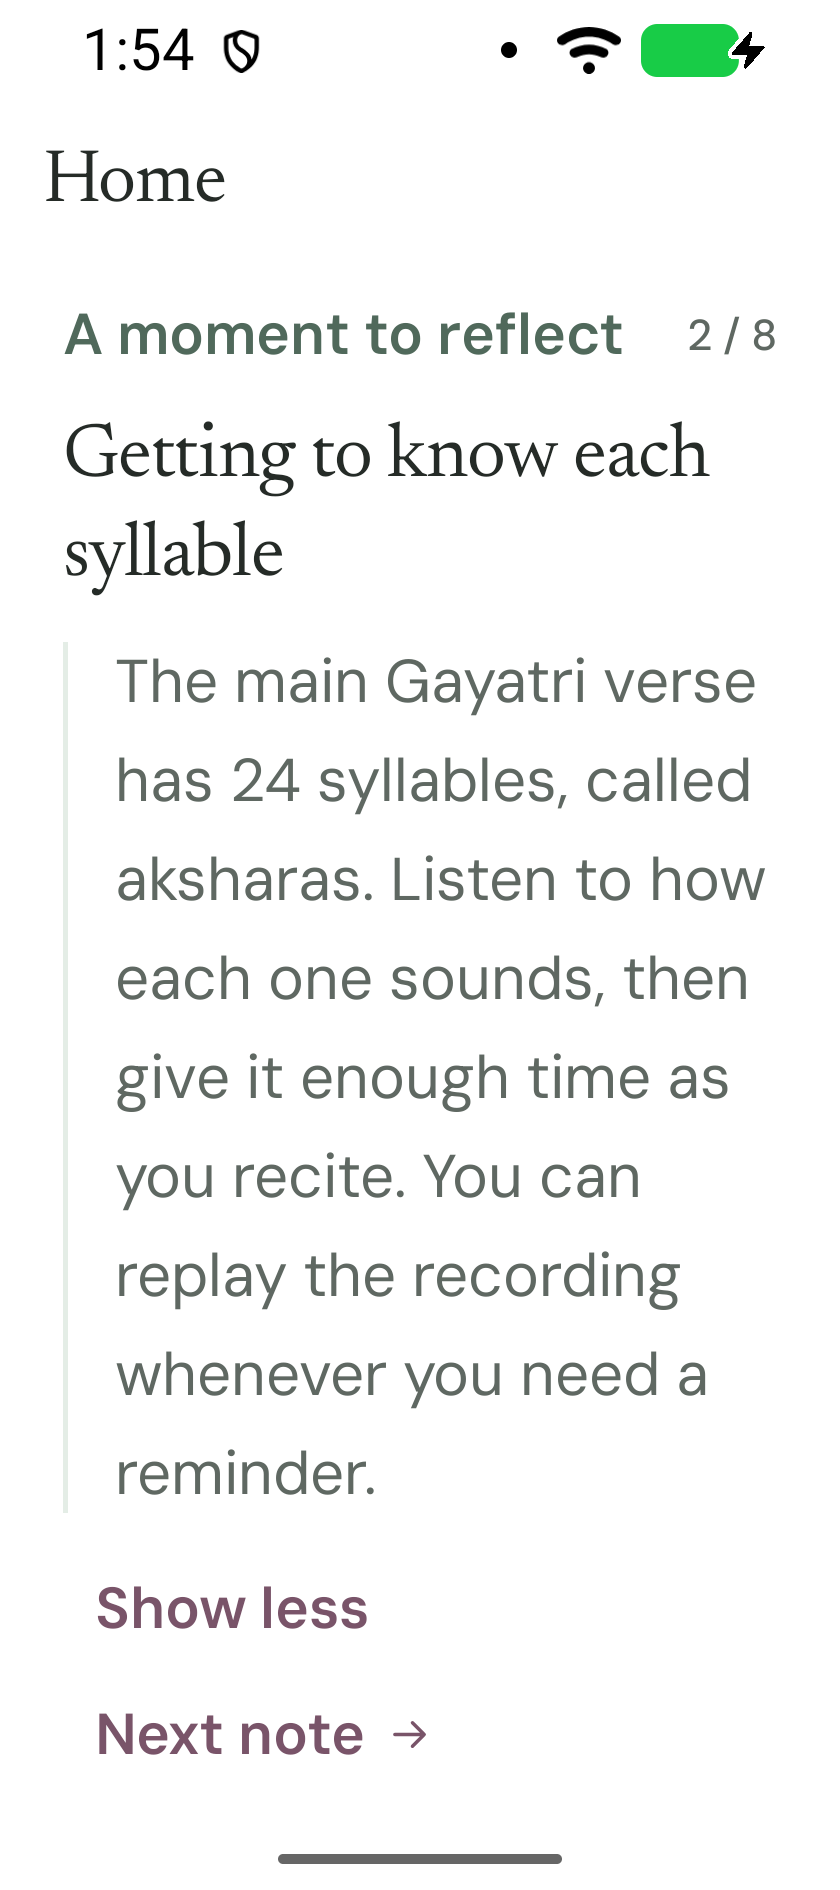 1:54
Home
A moment to reflect 2 / 8
Getting to know each
syllable
The main Gayatri verse
has 24 syllables, called
aksharas. Listen to how
each one sounds, then
give it enough time as
you recite. You can
replay the recording
whenever you need a
reminder.
Show less
Next note →